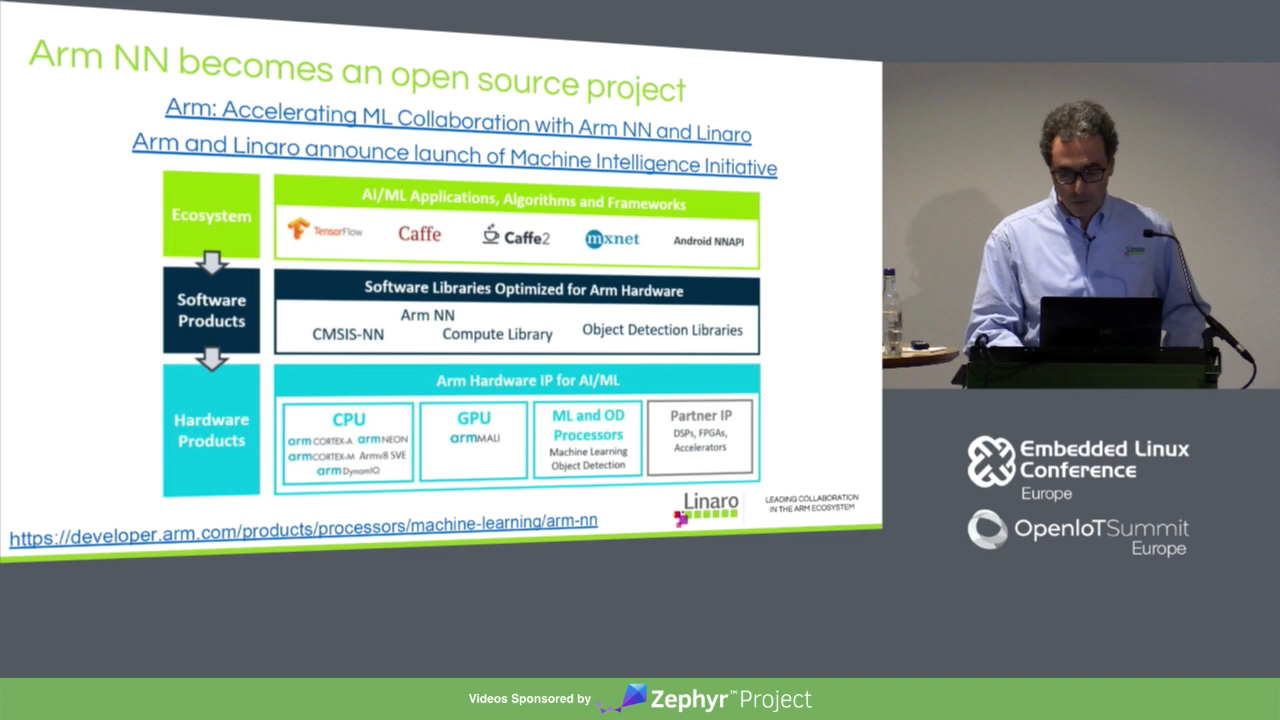 Arm NN becomes an open source project
Arm: Accelerating ML Collaboration with Arm NN and Linaro
Arm and Linaro announce launch of Machine Intelligence Initiative
Ecosystem
AI/ML Applications, Algorithms and Frameworks
TensorFlow
Caffe
Caffe2
mxnet
Android NNAPI
Software
Products
Software Libraries Optimized for Arm Hardware
Arm NN
CMSIS-NN
Compute Library
Object Detection Libraries
Hardware
Products
Arm Hardware IP for AI/ML
CPU
arm CORTEX-A arm NEON
arm CORTEX-M Armv8 SVE
arm DynamIQ
GPU
arm MALI
ML and OD
Processors
Machine Learning
Object Detection
Partner IP
DSPs, FPGAs,
Accelerators
https://developer.arm.com/products/processors/machine-learning/arm-nn
Linaro
LEADING COLLABORATION
IN THE ARM ECOSYSTEM
Linaro
Embedded Linux
Conference
Europe
OpenIoTSummit
Europe
Videos Sponsored by Zephyr™Project